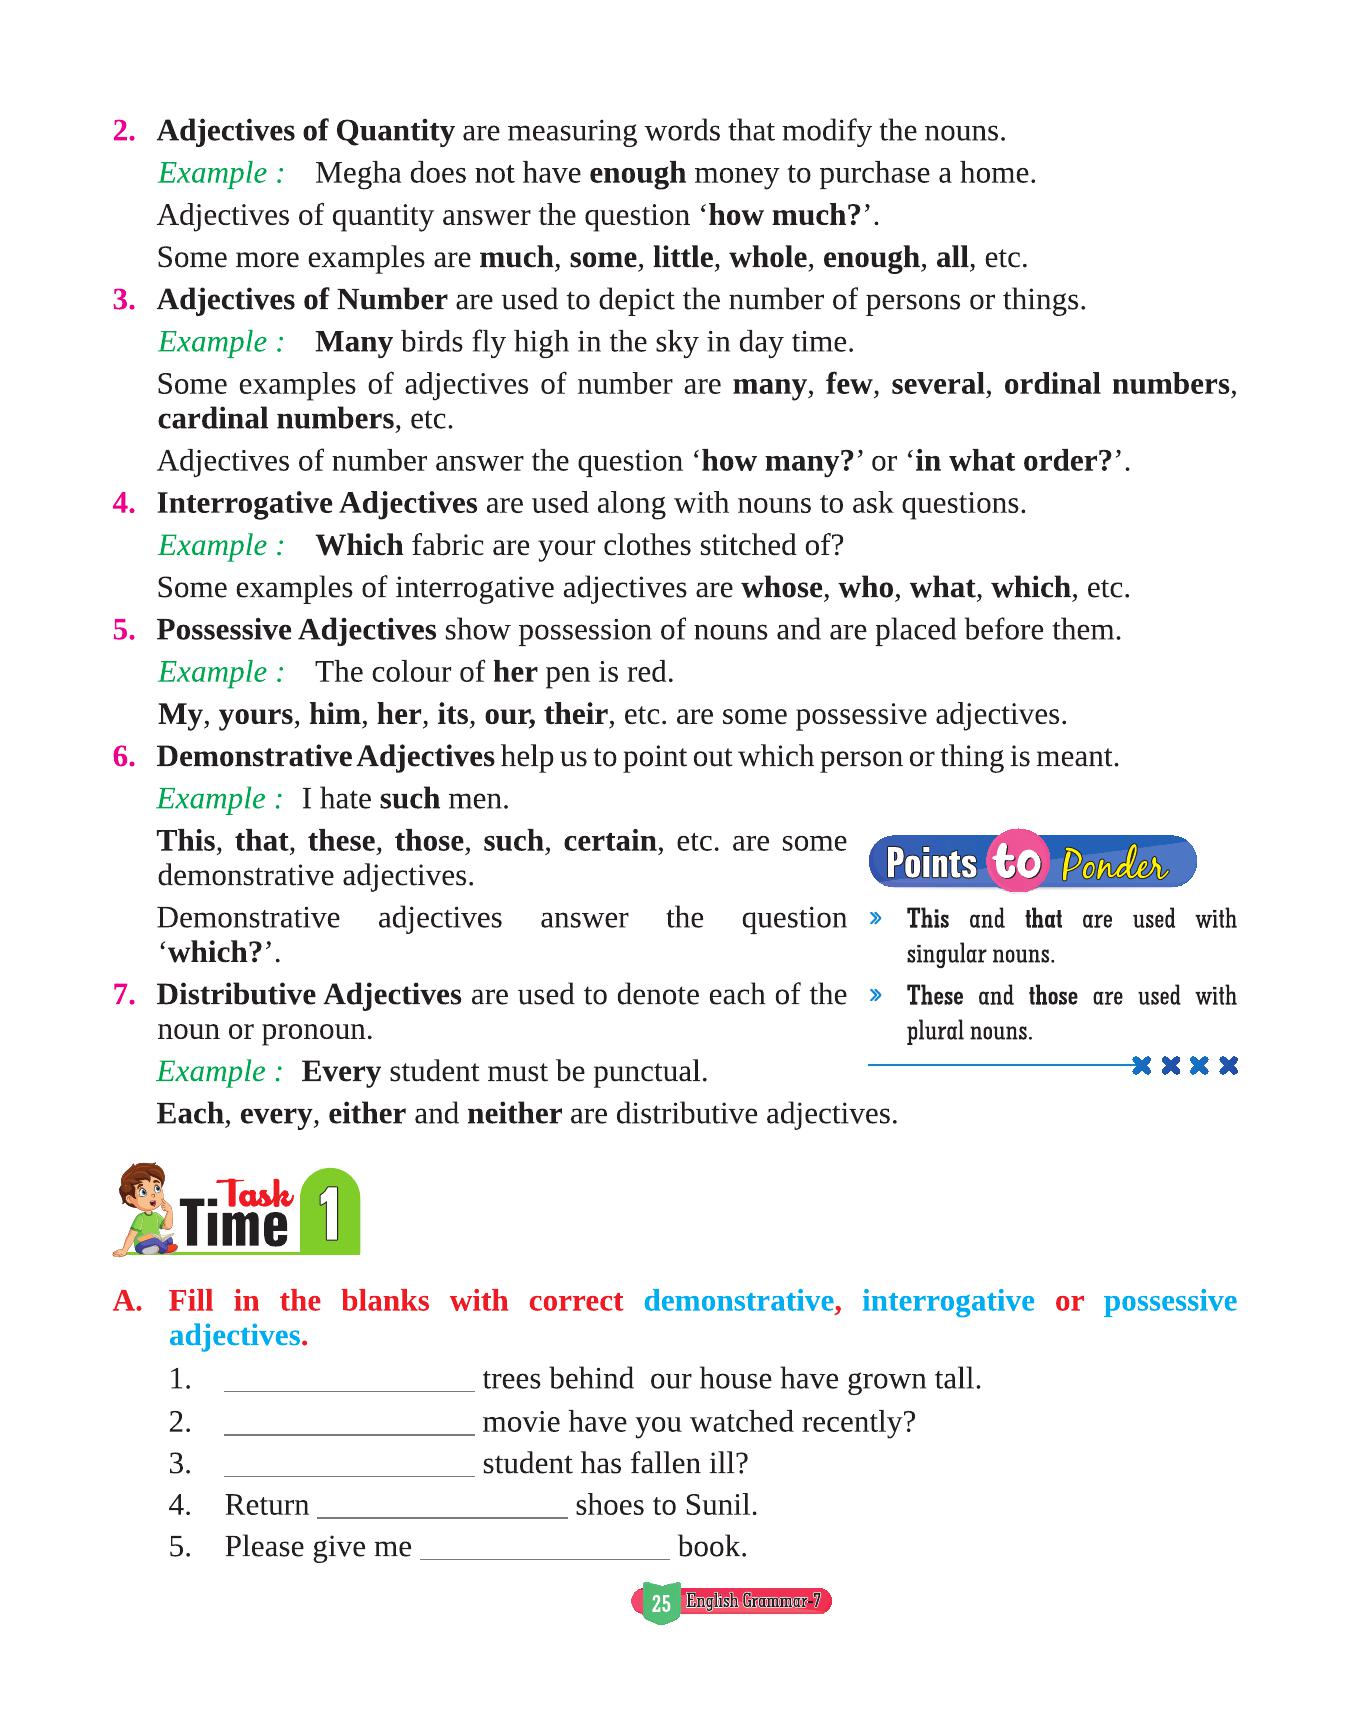 2. Adjectives of Quantity are measuring words that modify the nouns.
Example : Megha does not have enough money to purchase a home.
Adjectives of quantity answer the question ‘how much?’.
Some more examples are much, some, little, whole, enough, all, etc.
3. Adjectives of Number are used to depict the number of persons or things.
Example : Many birds fly high in the sky in day time.
Some examples of adjectives of number are many, few, several, ordinal numbers,
cardinal numbers, etc.
Adjectives of number answer the question ‘how many?’ or ‘in what order?’.
4. Interrogative Adjectives are used along with nouns to ask questions.
Example : Which fabric are your clothes stitched of?
Some examples of interrogative adjectives are whose, who, what, which, etc.
5. Possessive Adjectives show possession of nouns and are placed before them.
Example : The colour of her pen is red.
My, yours, him, her, its, our, their, etc. are some possessive adjectives.
6. Demonstrative Adjectives help us to point out which person or thing is meant.
Example : I hate such men.
This, that, these, those, such, certain, etc. are some
demonstrative adjectives.
Demonstrative adjectives answer the question
‘which?’.
7. Distributive Adjectives are used to denote each of the
noun or pronoun.
Example : Every student must be punctual.
Each, every, either and neither are distributive adjectives.
Points to Ponder
» This and that are used with
singular nouns.
» These and those are used with
plural nouns.
Task
Time 1
A. Fill in the blanks with correct demonstrative, interrogative or possessive
adjectives.
1. ________________ trees behind our house have grown tall.
2. ________________ movie have you watched recently?
3. ________________ student has fallen ill?
4. Return ________________ shoes to Sunil.
5. Please give me ________________ book.
25 English Grammar-7